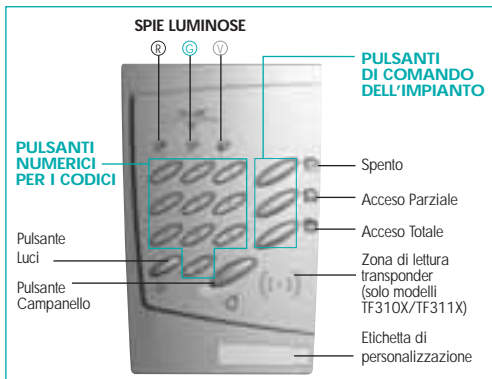 SPIE LUMINOSE
R G V
PULSANTI
DI COMANDO
DELL'IMPIANTO
PULSANTI
NUMERICI
PER I CODICI
Spento
Acceso Parziale
Acceso Totale
Pulsante
Luci
Pulsante
Campanello
Zona di lettura
transponder
(solo modelli
TF310X/TF311X)
Etichetta di
personalizzazione